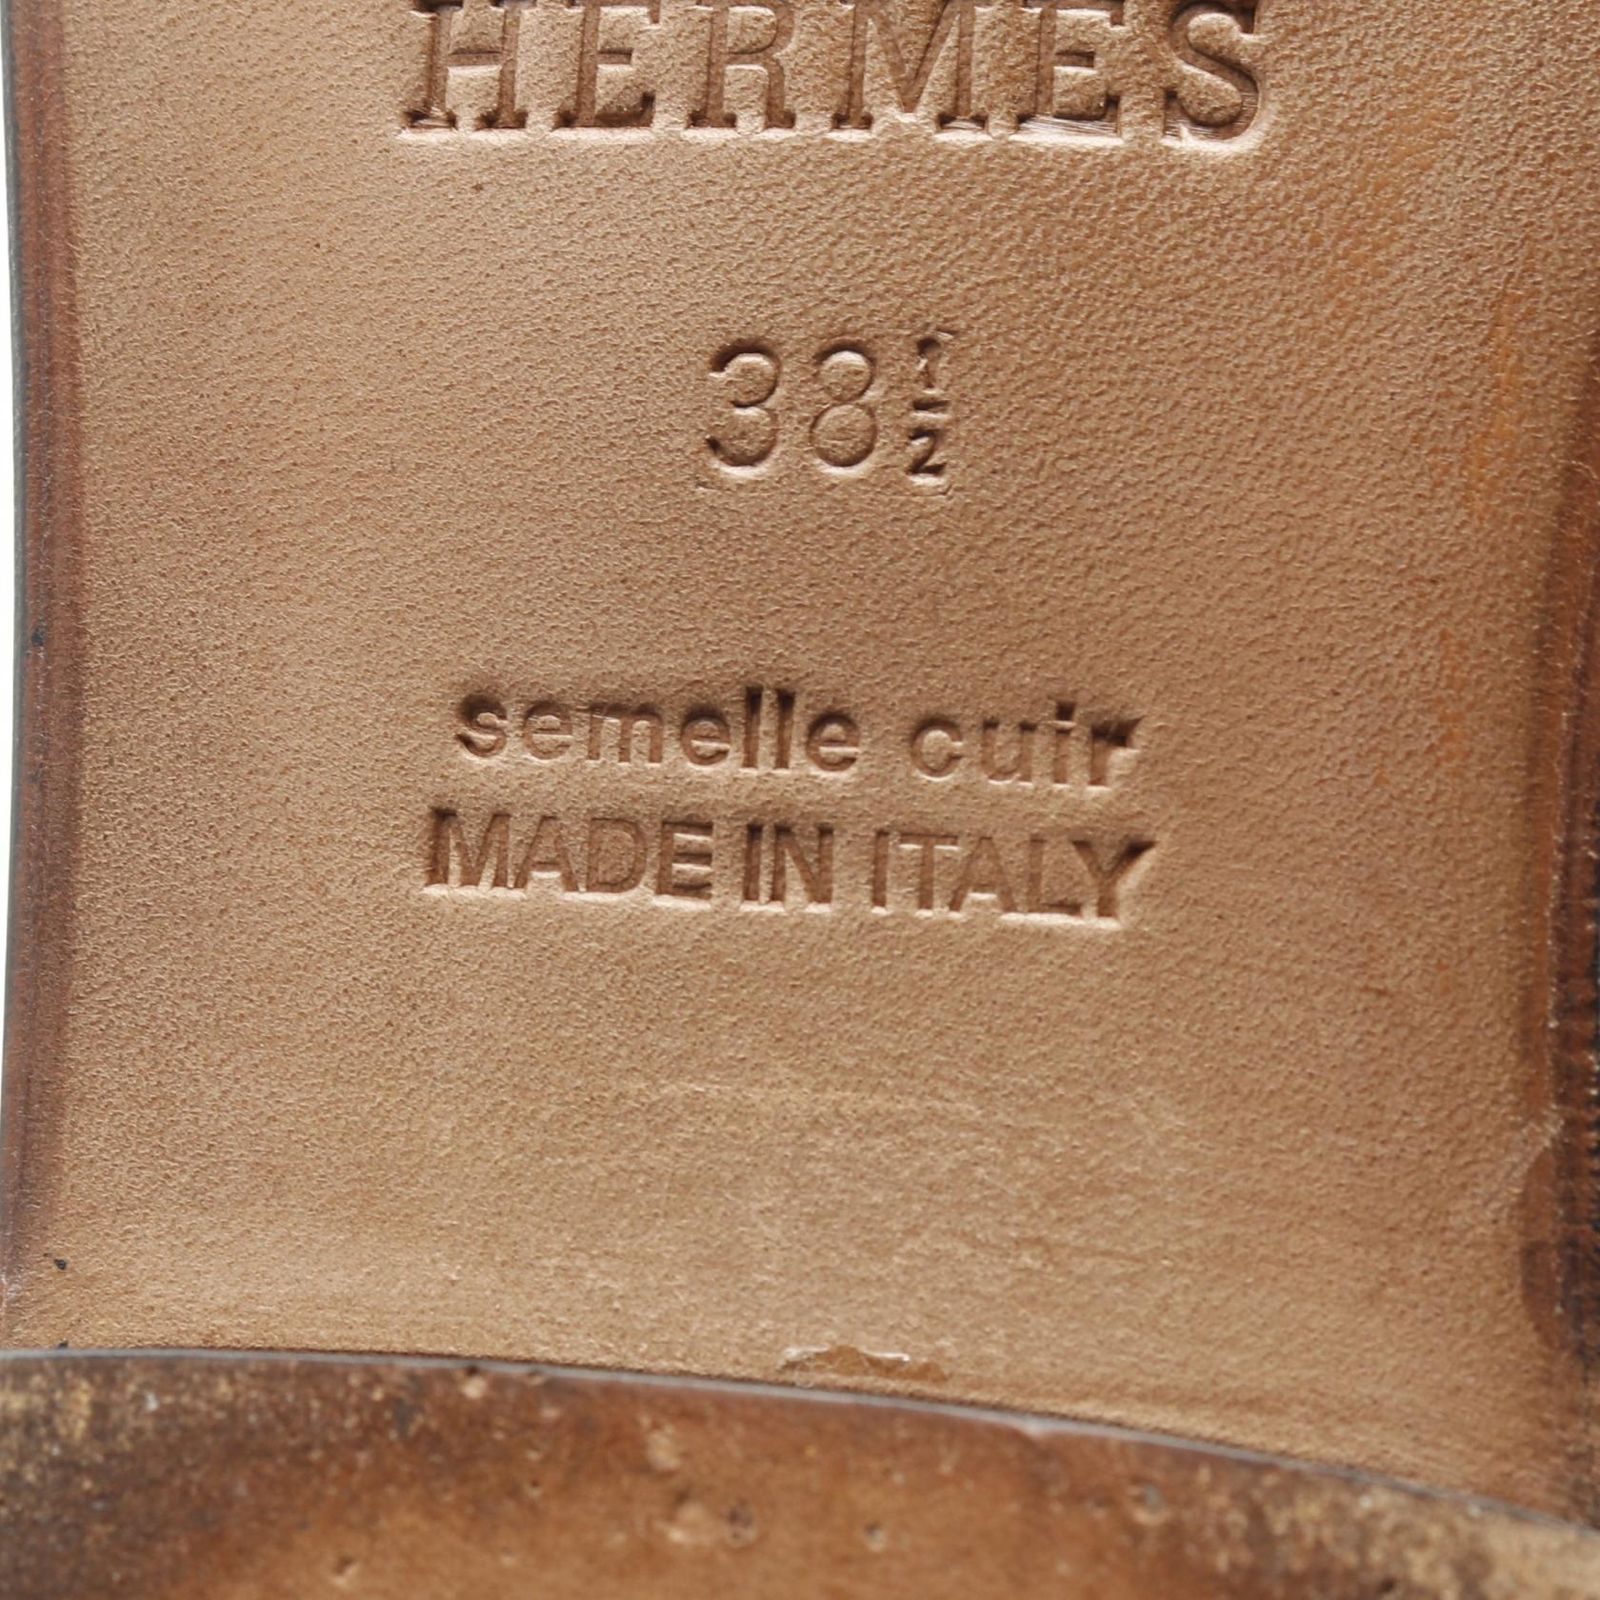 HERMES
38 1/2
semelle cuir
MADE IN ITALY